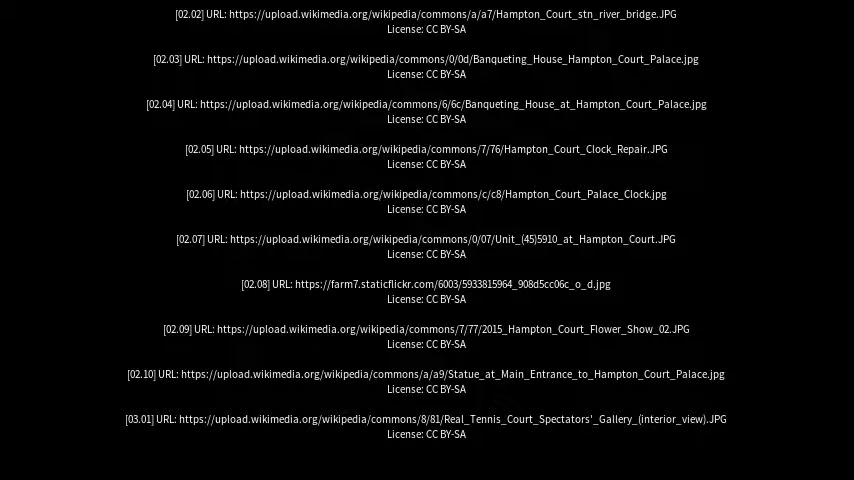 [02.02] URL: https://upload.wikimedia.org/wikipedia/commons/a/a7/Hampton_Court_stn_river_bridge.JPG
License: CC BY-SA
[02.03] URL: https://upload.wikimedia.org/wikipedia/commons/0/0d/Banqueting_House_Hampton_Court_Palace.jpg
License: CC BY-SA
[02.04] URL: https://upload.wikimedia.org/wikipedia/commons/6/6c/Banqueting_House_at_Hampton_Court_Palace.jpg
License: CC BY-SA
[02.05] URL: https://upload.wikimedia.org/wikipedia/commons/7/76/Hampton_Court_Clock_Repair.JPG
License: CC BY-SA
[02.06] URL: https://upload.wikimedia.org/wikipedia/commons/c/c8/Hampton_Court_Palace_Clock.jpg
License: CC BY-SA
[02.07] URL: https://upload.wikimedia.org/wikipedia/commons/0/07/Unit_(45)5910_at_Hampton_Court.JPG
License: CC BY-SA
[02.08] URL: https://farm7.staticflickr.com/6003/5933815964_908d5cc06c_o_d.jpg
License: CC BY-SA
[02.09] URL: https://upload.wikimedia.org/wikipedia/commons/7/77/2015_Hampton_Court_Flower_Show_02.JPG
License: CC BY-SA
[02.10] URL: https://upload.wikimedia.org/wikipedia/commons/a/a9/Statue_at_Main_Entrance_to_Hampton_Court_Palace.jpg
License: CC BY-SA
[03.01] URL: https://upload.wikimedia.org/wikipedia/commons/8/81/Real_Tennis_Court_Spectators'_Gallery_(interior_view).JPG
License: CC BY-SA